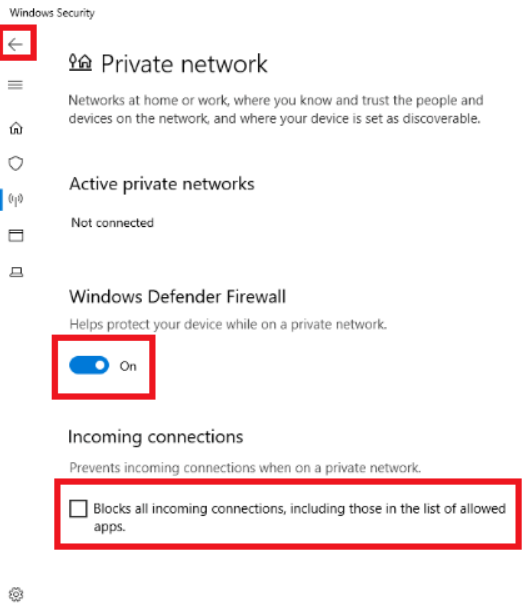 Windows Security
Private network
Networks at home or work, where you know and trust the people and
devices on the network, and where your device is set as discoverable.
Active private networks
Not connected
Windows Defender Firewall
Helps protect your device while on a private network.
On
Incoming connections
Prevents incoming connections when on a private network.
Blocks all incoming connections, including those in the list of allowed
apps.